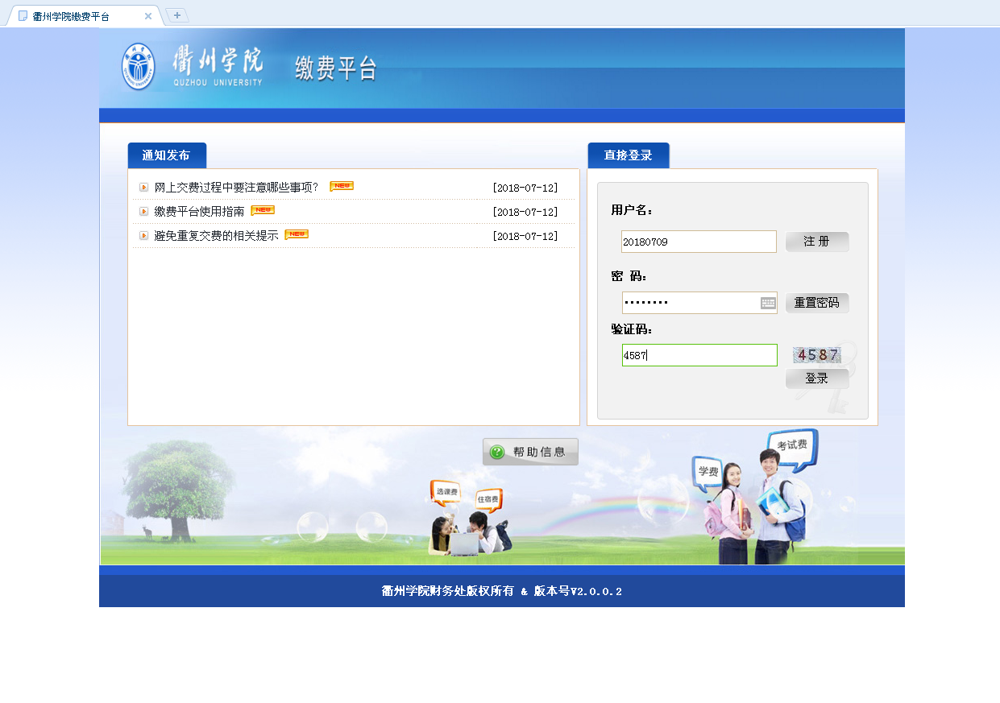 衢州学院缴费平台
衢州学院
QUZHOU UNIVERSITY
缴费平台
通知发布
网上交费过程中要注意哪些事项? NEW [2018-07-12]
缴费平台使用指南 NEW [2018-07-12]
避免重复交费的相关提示 NEW [2018-07-12]
直接登录
用户名:
20180709 注 册
密 码:
重置密码
验证码:
4587 4587
登录
帮助信息
考试费
学费
选课费
住宿费
衢州学院财务处版权所有 & 版本号V2.0.0.2